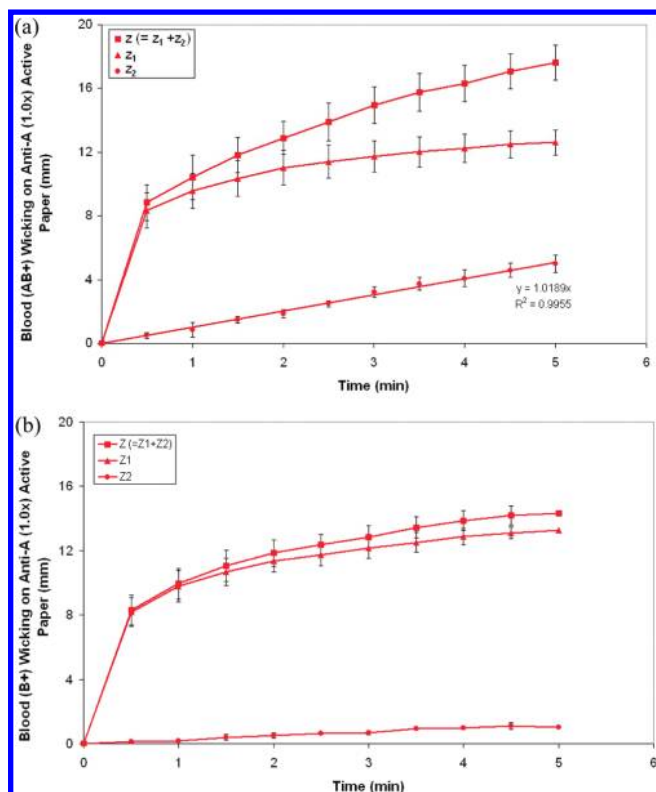 (a)
20
z (= z₁ +z₂)
z₁
z₂
16
12
8
4
0
y = 1.0189x
R² = 0.9955
0 1 2 3 4 5 6
Time (min)
Blood (AB+) Wicking on Anti-A (1.0x) Active
Paper (mm)
(b)
20
Z (=Z1+Z2)
Z1
Z2
16
12
8
4
0
0 1 2 3 4 5 6
Time (min)
Blood (B+) Wicking on Anti-A (1.0x) Active
Paper (mm)